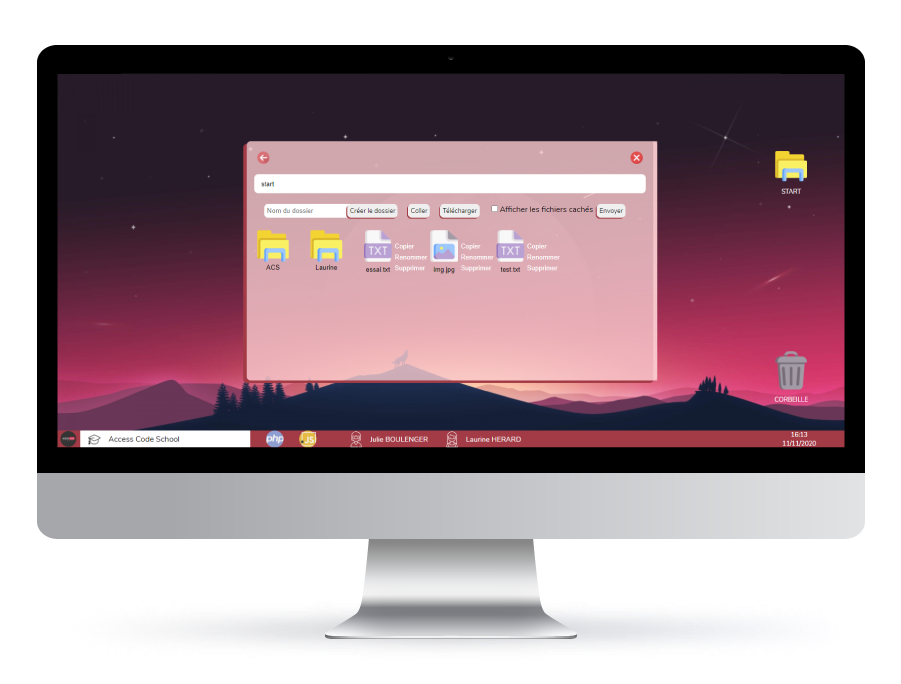 start
Nom du dossier
Créer le dossier
Coller
Télécharger
Afficher les fichiers cachés
Envoyer
ACS
Laurine
TXT
essai.txt
Copier
Renommer
Supprimer
img.jpg
Copier
Renommer
Supprimer
TXT
test.txt
Copier
Renommer
Supprimer
START
CORBEILLE
Access Code School
php
JS
Julie BOULENGER
Laurine HERARD
16:13
11/11/2020